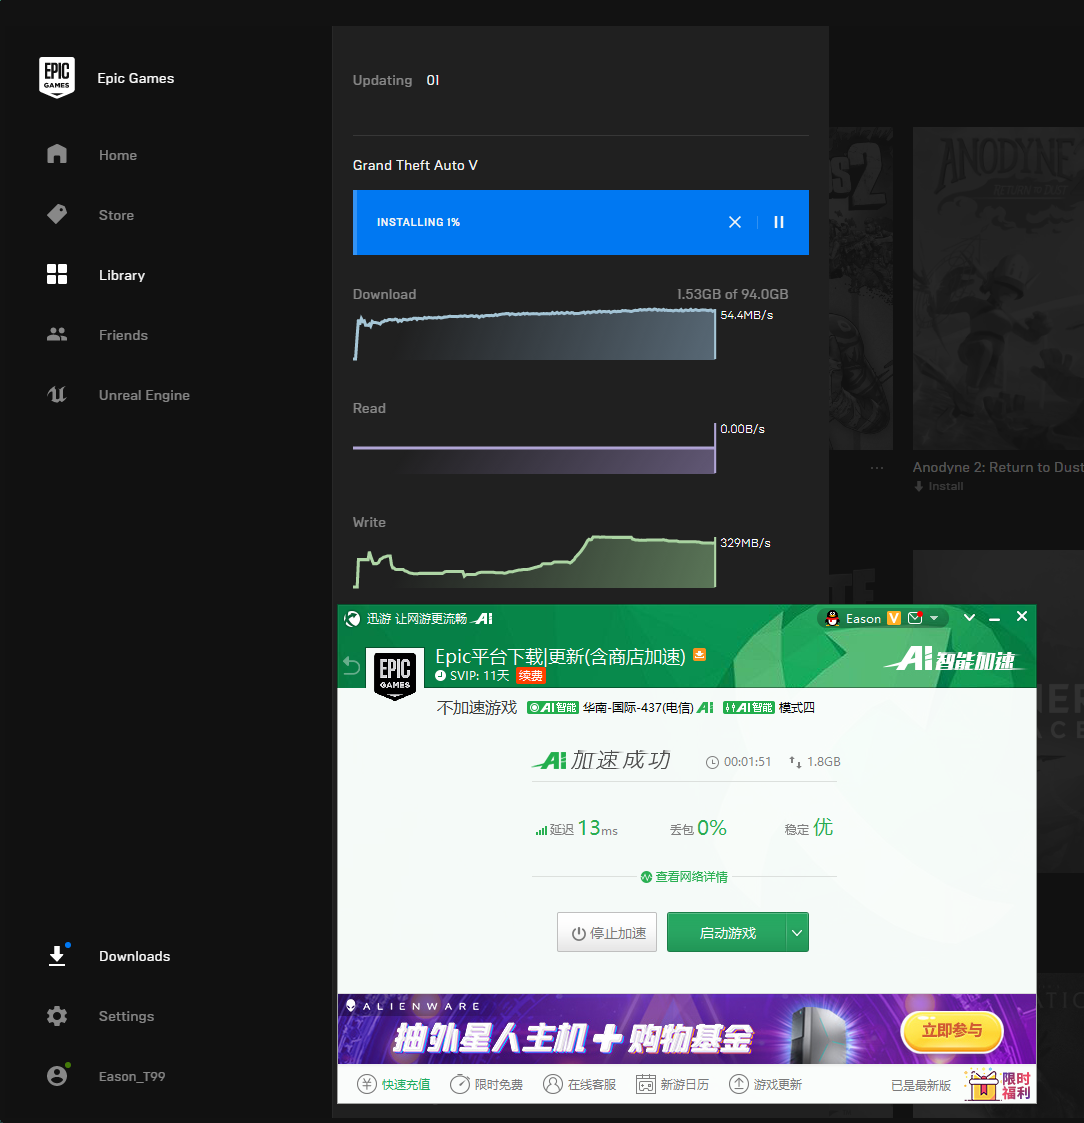 EPIC GAMES
Epic Games
Home
Store
Library
Friends
Unreal Engine
Downloads
Settings
Eason_T99
Updating 01
Grand Theft Auto V
INSTALLING 1%
Download 1.53GB of 94.0GB
54.4MB/s
Read
0.00B/s
Write
329MB/s
2
ANODYNE
RETURN TO DUST
...
Anodyne 2: Return to Dust
Install
迅游 让网游更流畅 AI
Eason V
EPIC GAMES
Epic平台下载|更新(含商店加速)
SVIP: 11天 续费
AI智能加速
不加速游戏 AI智能 华南-国际-437(电信) AI AI智能 模式四
AI加速成功 00:01:51 1.8GB
延迟 13ms 丢包 0% 稳定 优
查看网络详情
停止加速 启动游戏
ALIENWARE
抽外星人主机+购物基金
立即参与
快速充值 限时免费 在线客服 新游日历 游戏更新 已是最新版 限时福利